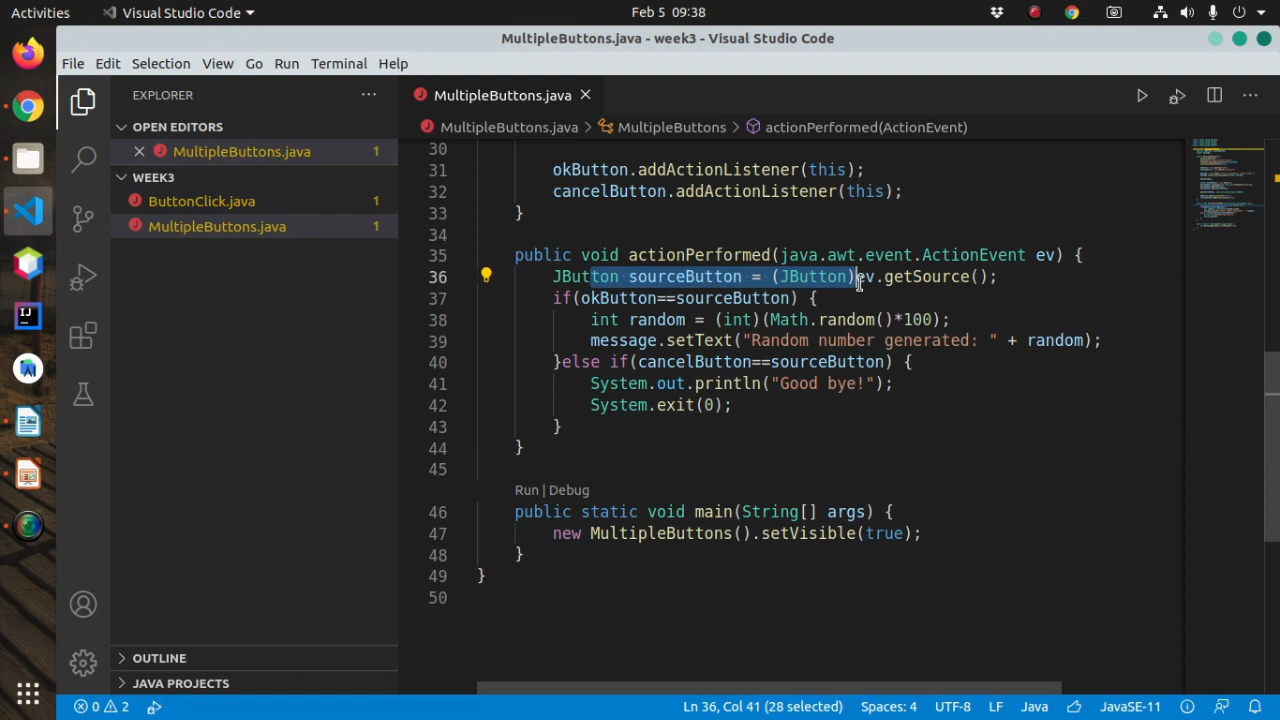 Activities
Visual Studio Code
Feb 5 09:38
MultipleButtons.java - week3 - Visual Studio Code
File Edit Selection View Go Run Terminal Help
EXPLORER
OPEN EDITORS
MultipleButtons.java 1
WEEK3
ButtonClick.java 1
MultipleButtons.java 1
OUTLINE
JAVA PROJECTS
MultipleButtons.java
MultipleButtons.java > MultipleButtons > actionPerformed(ActionEvent)
30
31 okButton.addActionListener(this);
32 cancelButton.addActionListener(this);
33 }
34
35 public void actionPerformed(java.awt.event.ActionEvent ev) {
36 JButton sourceButton = (JButton)ev.getSource();
37 if(okButton==sourceButton) {
38 int random = (int)(Math.random()*100);
39 message.setText("Random number generated: " + random);
40 }else if(cancelButton==sourceButton) {
41 System.out.println("Good bye!");
42 System.exit(0);
43 }
44 }
45
Run | Debug
46 public static void main(String[] args) {
47 new MultipleButtons().setVisible(true);
48 }
49 }
50
0 2
Ln 36, Col 41 (28 selected) Spaces: 4 UTF-8 LF Java JavaSE-11